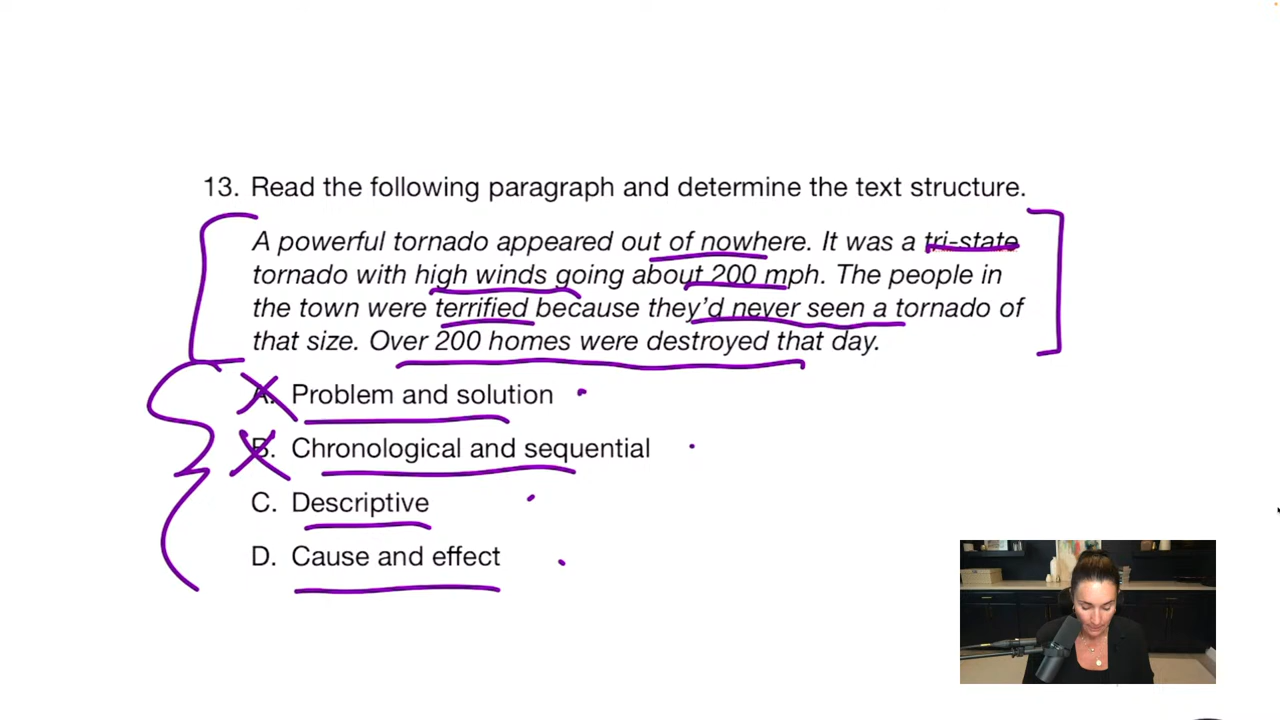 13. Read the following paragraph and determine the text structure.
A powerful tornado appeared out of nowhere. It was a tri-state
tornado with high winds going about 200 mph. The people in
the town were terrified because they'd never seen a tornado of
that size. Over 200 homes were destroyed that day.
A. Problem and solution
B. Chronological and sequential
C. Descriptive
D. Cause and effect